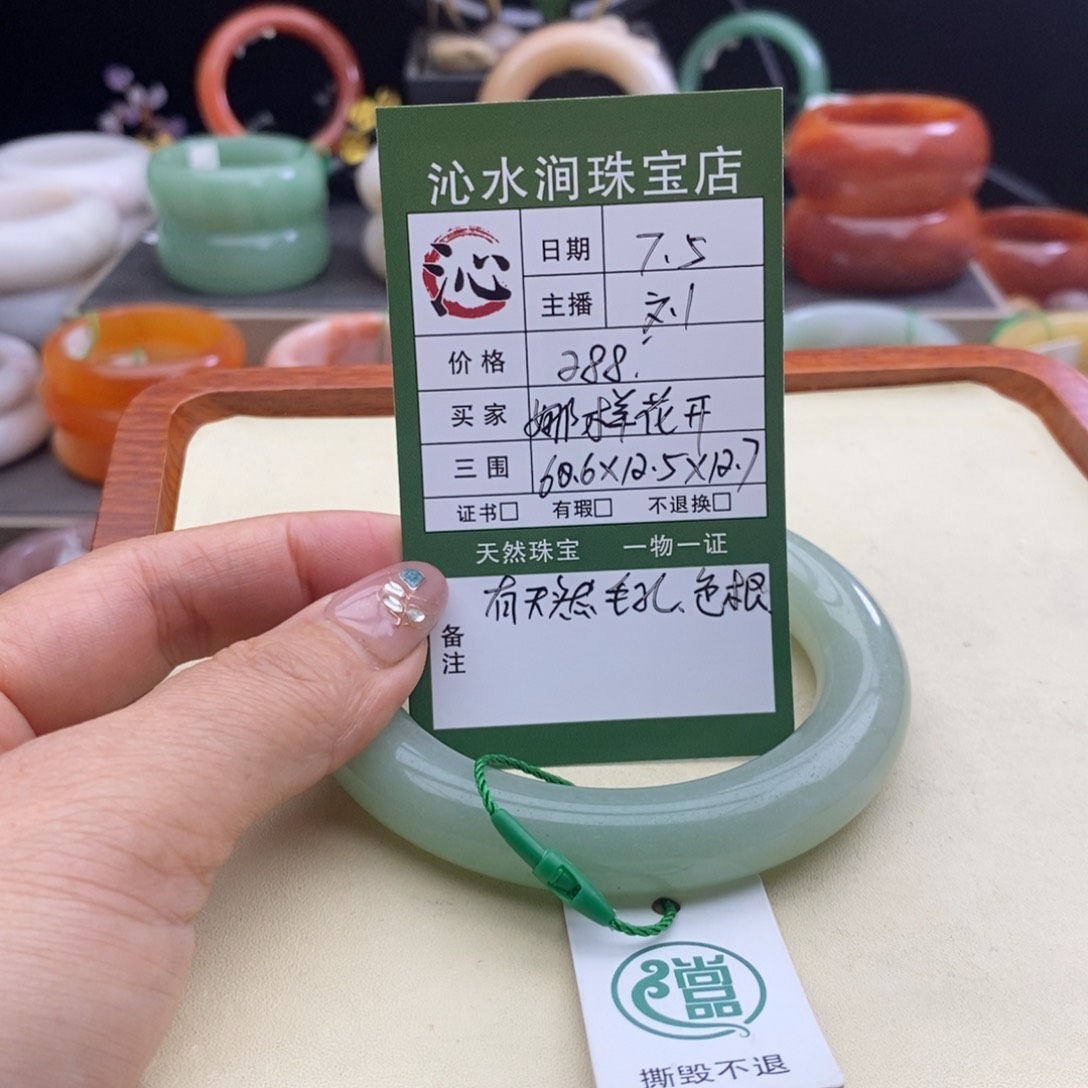 沁水涧珠宝店
沁
日期 7.5
主播 刘
价格 288.
买家 娜样花开
三围 60.6×12.5×12.7
证书□ 有瑕□ 不退换□
天然珠宝 一物一证
备注 有天然毛孔、色根
尚品
撕毁不退